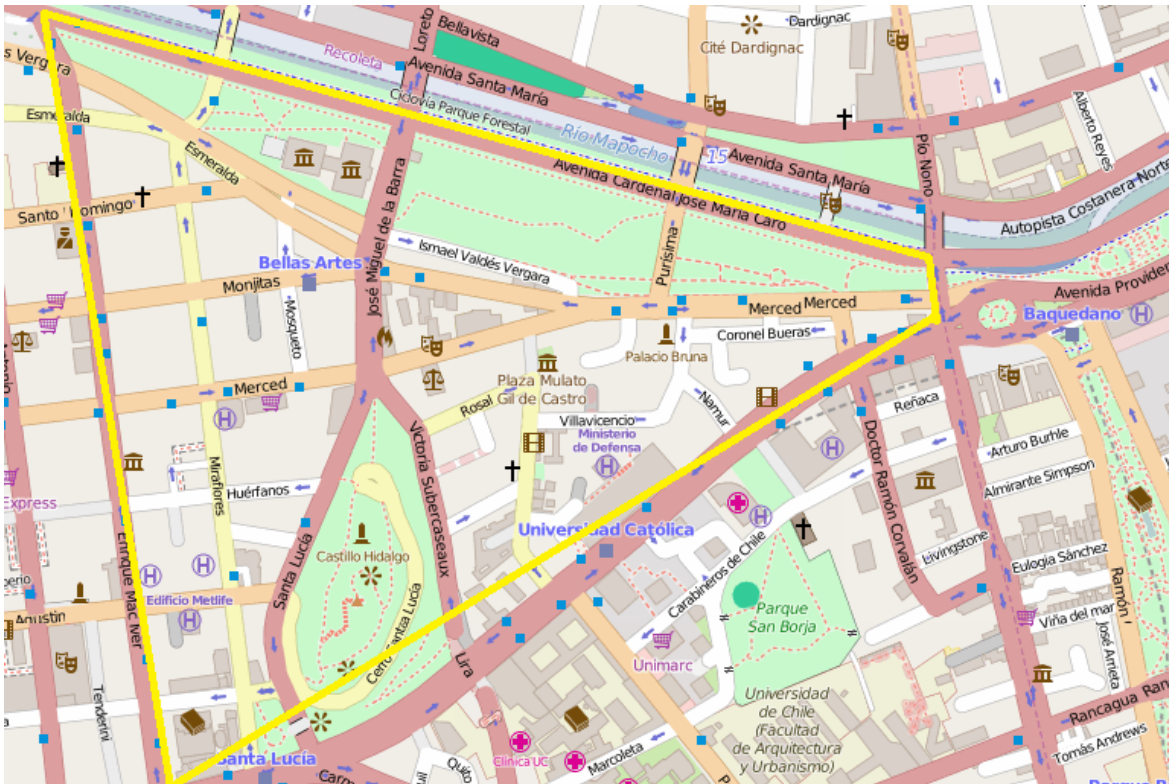 Dardignac
Cité Dardignac
Bellavista
Loreto
Recoleta
Avenida Santa María
s Vergara
Ciclovía Parque Forestal
Río Mapocho
15
Avenida Santa María
Alberto Reyes
Pío Nono
Esmeralda
Esmeralda
Avenida Cardenal José María Caro
Autopista Costanera Norte
Santo Domingo
José Miguel de la Barra
Ismael Valdés Vergara
Purísima
Bellas Artes
Monjitas
Mosqueto
Merced
Merced
Avenida Provider
Baquedano
Coronel Bueras
Palacio Bruna
Merced
Plaza Mulato
Gil de Castro
Rosal
Villavicencio
Namur
Reñaca
Ministerio
de Defensa
Victoria Subercaseaux
Doctor Ramón Corvalán
Arturo Burhle
Almirante Simpson
Miraflores
Huérfanos
Express
Enrique Mac Iver
Santa Lucía
Castillo Hidalgo
Universidad Católica
Carabineros de Chile
Livingstone
Eulogia Sánchez
Edificio Metlife
Agustin
Parque
San Borja
Viña del mar
Ramón
José Arrieta
Cerro Santa Lucía
Lira
Unimarc
Tenderini
Universidad
de Chile
(Facultad
de Arquitectura
y Urbanismo)
Rancagua Ran
Tomás Andrews
Santa Lucía
Carm
Quito
Clínica UC
Marcoleta